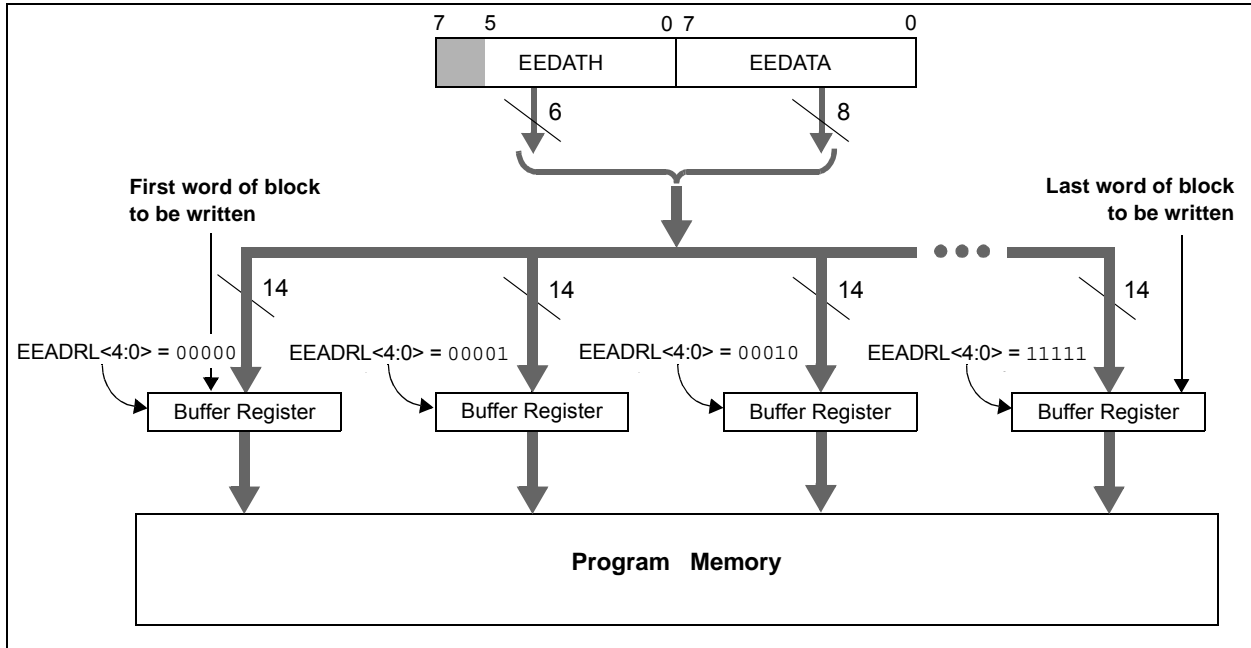 7 5 0 7 0
EEDATH EEDATA
6 8
First word of block
to be written
Last word of block
to be written
14 14 14 14
EEADRL<4:0> = 00000 EEADRL<4:0> = 00001 EEADRL<4:0> = 00010 EEADRL<4:0> = 11111
Buffer Register Buffer Register Buffer Register Buffer Register
Program Memory